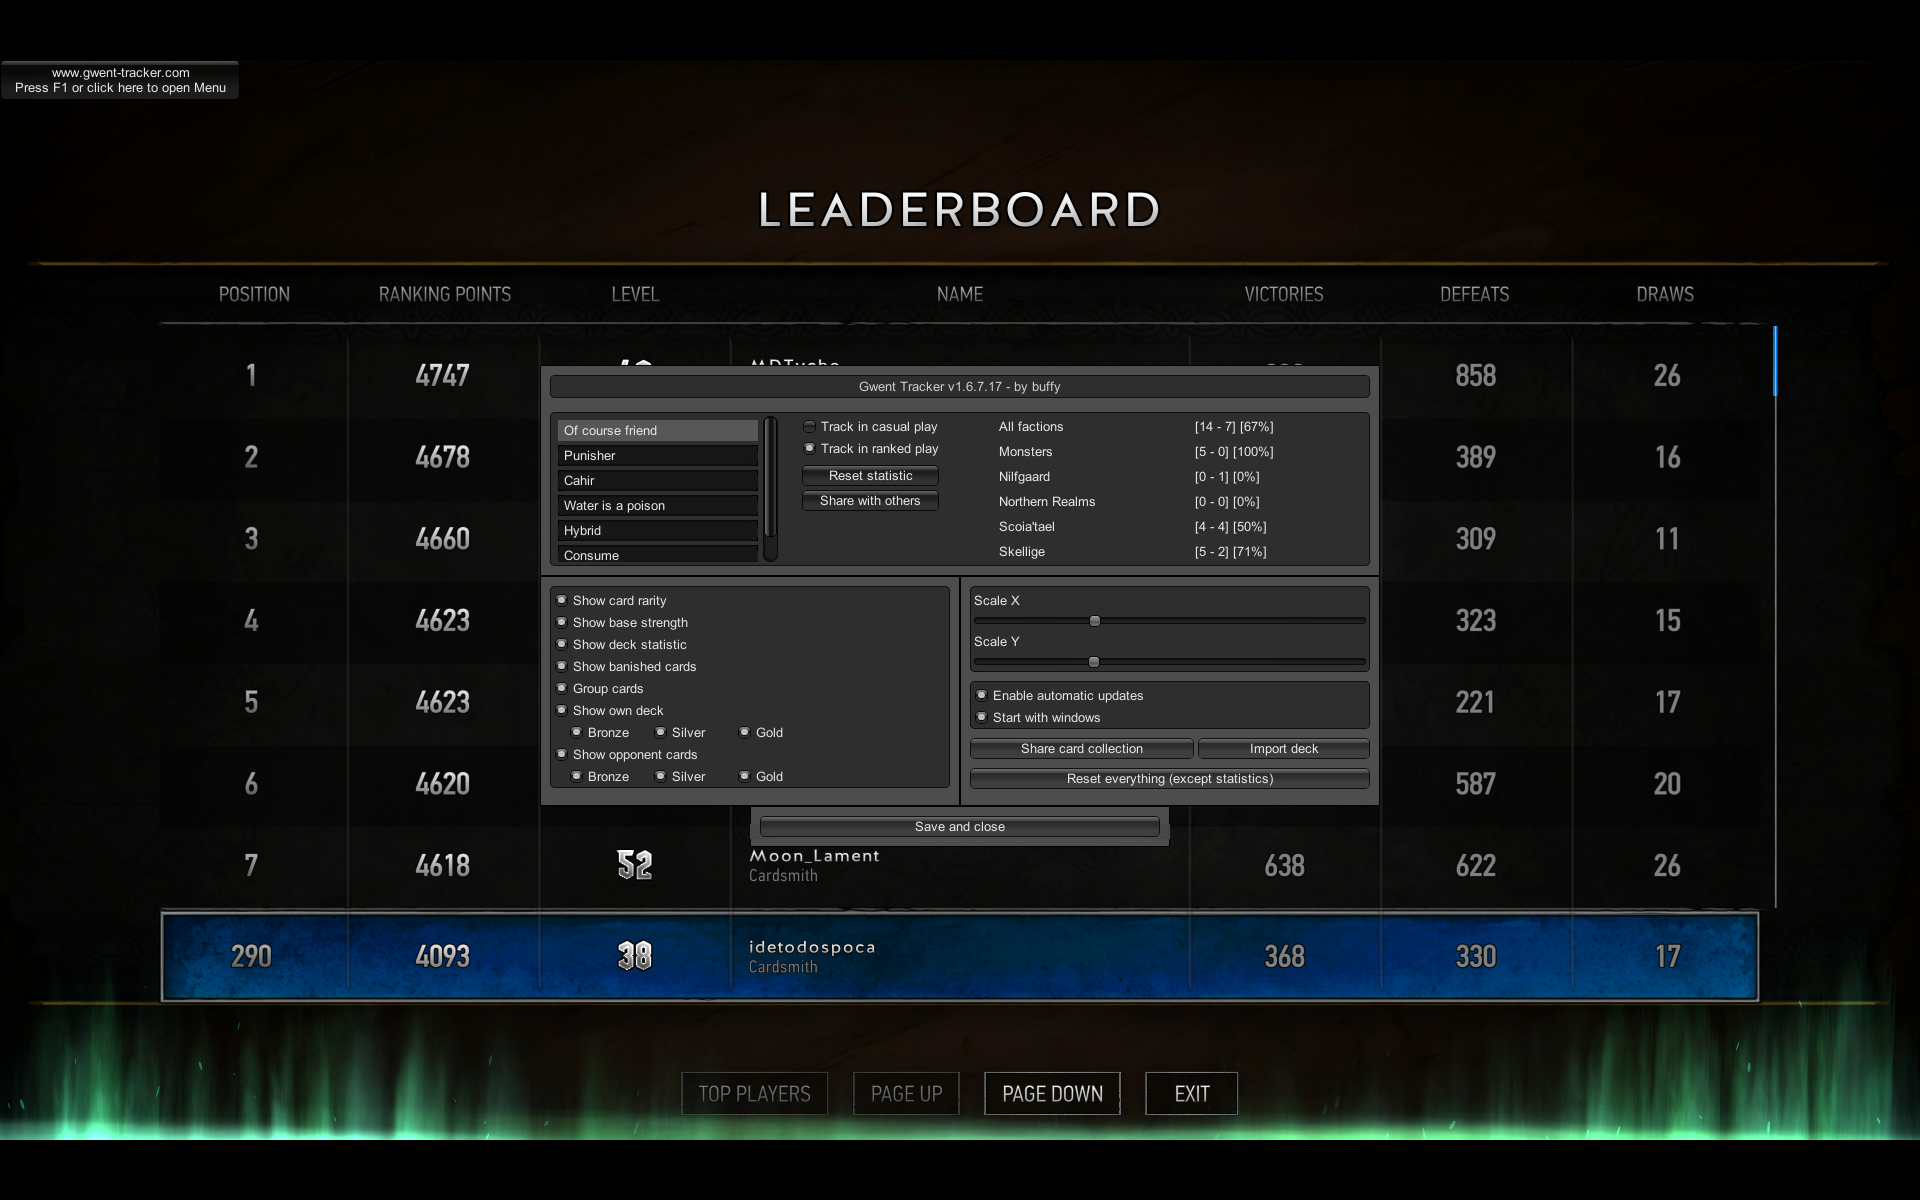 www.gwent-tracker.com
Press F1 or click here to open Menu
LEADERBOARD
POSITION RANKING POINTS LEVEL NAME VICTORIES DEFEATS DRAWS
1 4747 858 26
2 4678 389 16
3 4660 309 11
4 4623 323 15
5 4623 221 17
6 4620 587 20
7 4618 52 Moon_Lament 638 622 26
Cardsmith
290 4093 38 idetodospoca 368 330 17
Cardsmith
Gwent Tracker v1.6.7.17 - by buffy
Of course friend
Punisher
Cahir
Water is a poison
Hybrid
Consume
Track in casual play
Track in ranked play
Reset statistic
Share with others
All factions [14 - 7] [67%]
Monsters [5 - 0] [100%]
Nilfgaard [0 - 1] [0%]
Northern Realms [0 - 0] [0%]
Scoia'tael [4 - 4] [50%]
Skellige [5 - 2] [71%]
Show card rarity
Show base strength
Show deck statistic
Show banished cards
Group cards
Show own deck
Bronze Silver Gold
Show opponent cards
Bronze Silver Gold
Scale X
Scale Y
Enable automatic updates
Start with windows
Share card collection Import deck
Reset everything (except statistics)
Save and close
TOP PLAYERS PAGE UP PAGE DOWN EXIT